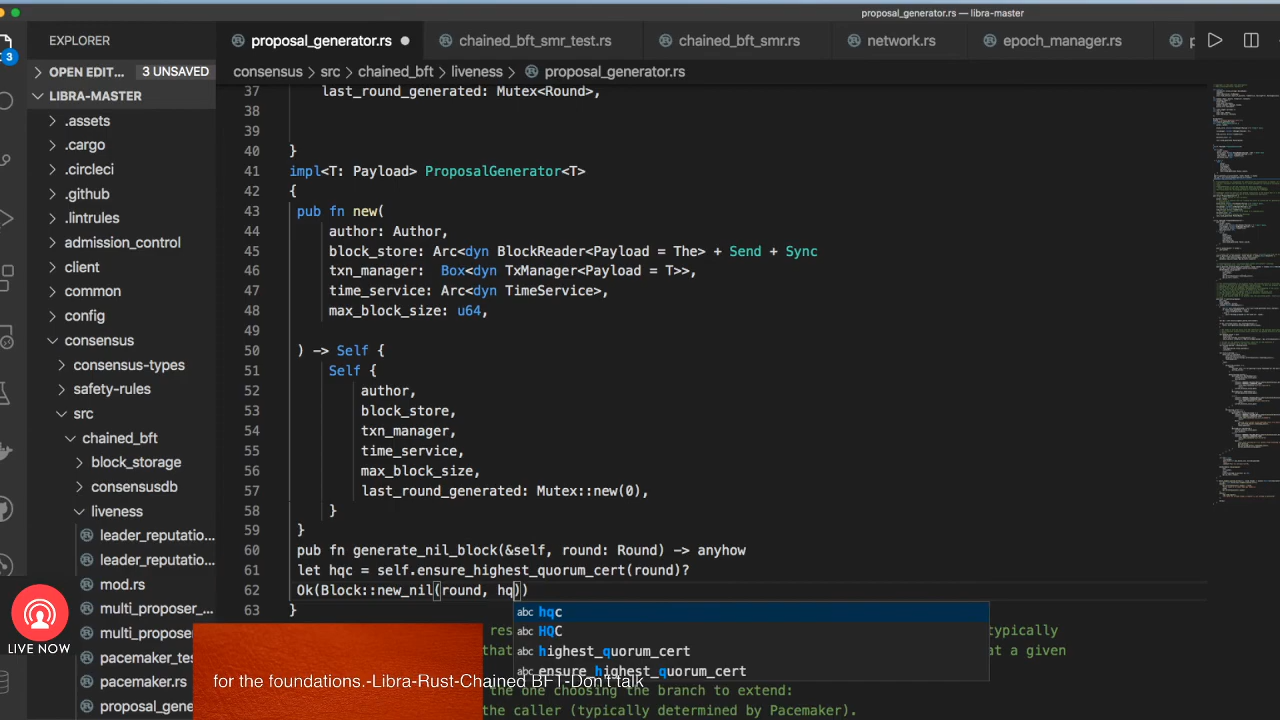 proposal_generator.rs — libra-master
EXPLORER
proposal_generator.rs
chained_bft_smr_test.rs
chained_bft_smr.rs
network.rs
epoch_manager.rs
3
OPEN EDIT... 3 UNSAVED
consensus > src > chained_bft > liveness > proposal_generator.rs
LIBRA-MASTER
.assets
.cargo
.circleci
.github
.lintrules
admission_control
client
common
config
consensus
consensus-types
safety-rules
src
chained_bft
block_storage
consensusdb
liveness
leader_reputatio...
leader_reputatio...
mod.rs
multi_proposer_...
multi_propose
pacemaker_tes
pacemaker.rs
proposal_gene
37 last_round_generated: Mutex<Round>,
38
39
40 }
41 impl<T: Payload> ProposalGenerator<T>
42 {
43 pub fn new(
44 author: Author,
45 block_store: Arc<dyn BlockReader<Payload = The> + Send + Sync
46 txn_manager: Box<dyn TxManager<Payload = T>>,
47 time_service: Arc<dyn TimeService>,
48 max_block_size: u64,
49
50 ) -> Self {
51 Self {
52 author,
53 block_store,
54 txn_manager,
55 time_service,
56 max_block_size,
57 last_round_generated: Mutex::new(0),
58 }
59 }
60 pub fn generate_nil_block(&self, round: Round) -> anyhow
61 let hqc = self.ensure_highest_quorum_cert(round)?
62 Ok(Block::new_nil(round, hq))
63 }
abc hqc
abc HQC
abc highest_quorum_cert
abc ensure_highest_quorum_cert
res
typically
that
at a given
the one choosing the branch to extend:
the caller (typically determined by Pacemaker).
LIVE NOW
for the foundations.-Libra-Rust-Chained BFT-Don't talk